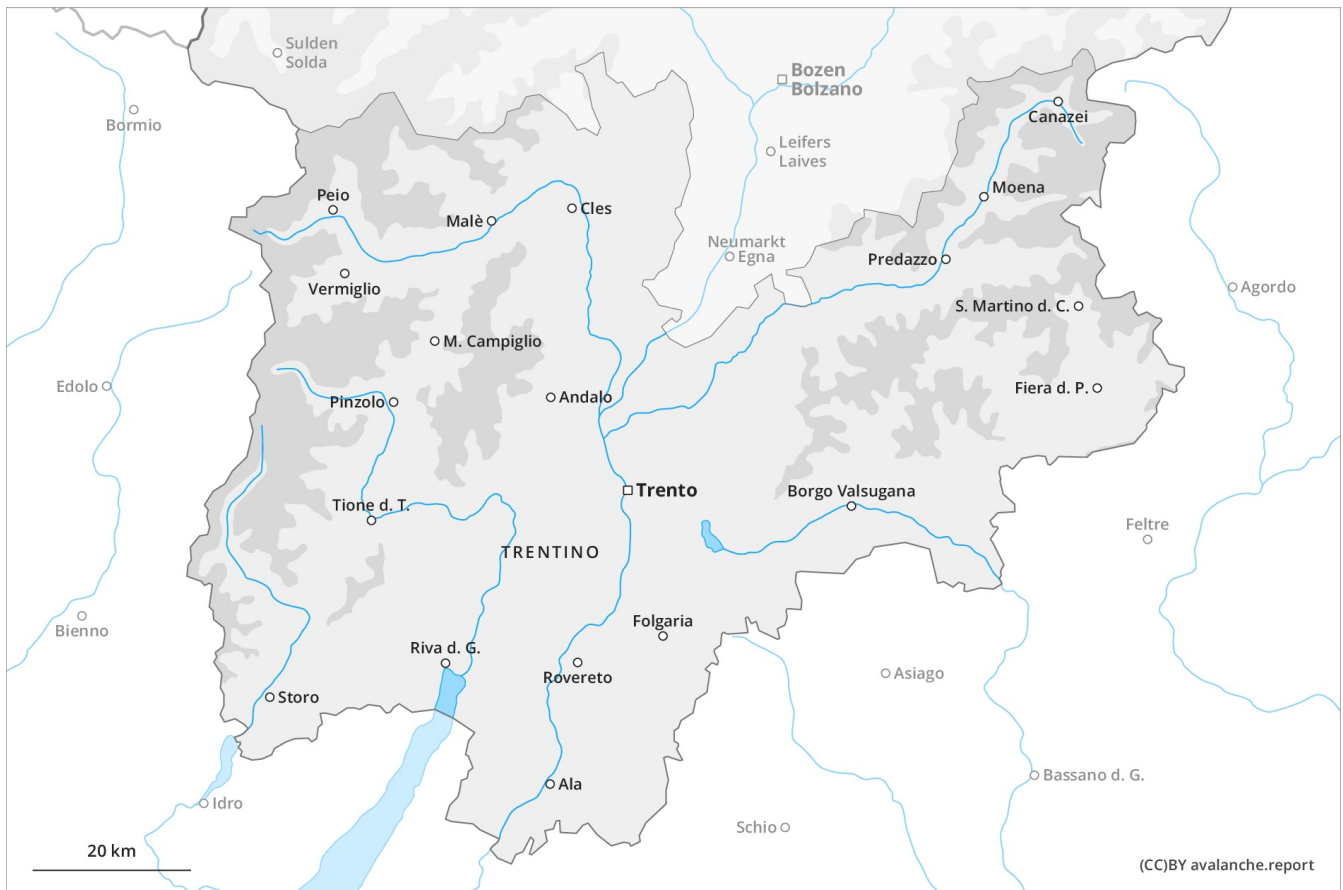 Sulden
Solda
Bozen
Bolzano
Bormio
Canazei
Leifers
Laives
Peio
Moena
Malè
Cles
Neumarkt
Egna
Predazzo
Vermiglio
Agordo
S. Martino d. C.
M. Campiglio
Edolo
Fiera d. P.
Pinzolo
Andalo
Trento
Borgo Valsugana
Tione d. T.
Feltre
TRENTINO
Bienno
Folgaria
Riva d. G.
Rovereto
Asiago
Storo
Bassano d. G.
Ala
Idro
Schio
20 km
(CC)BY avalanche.report